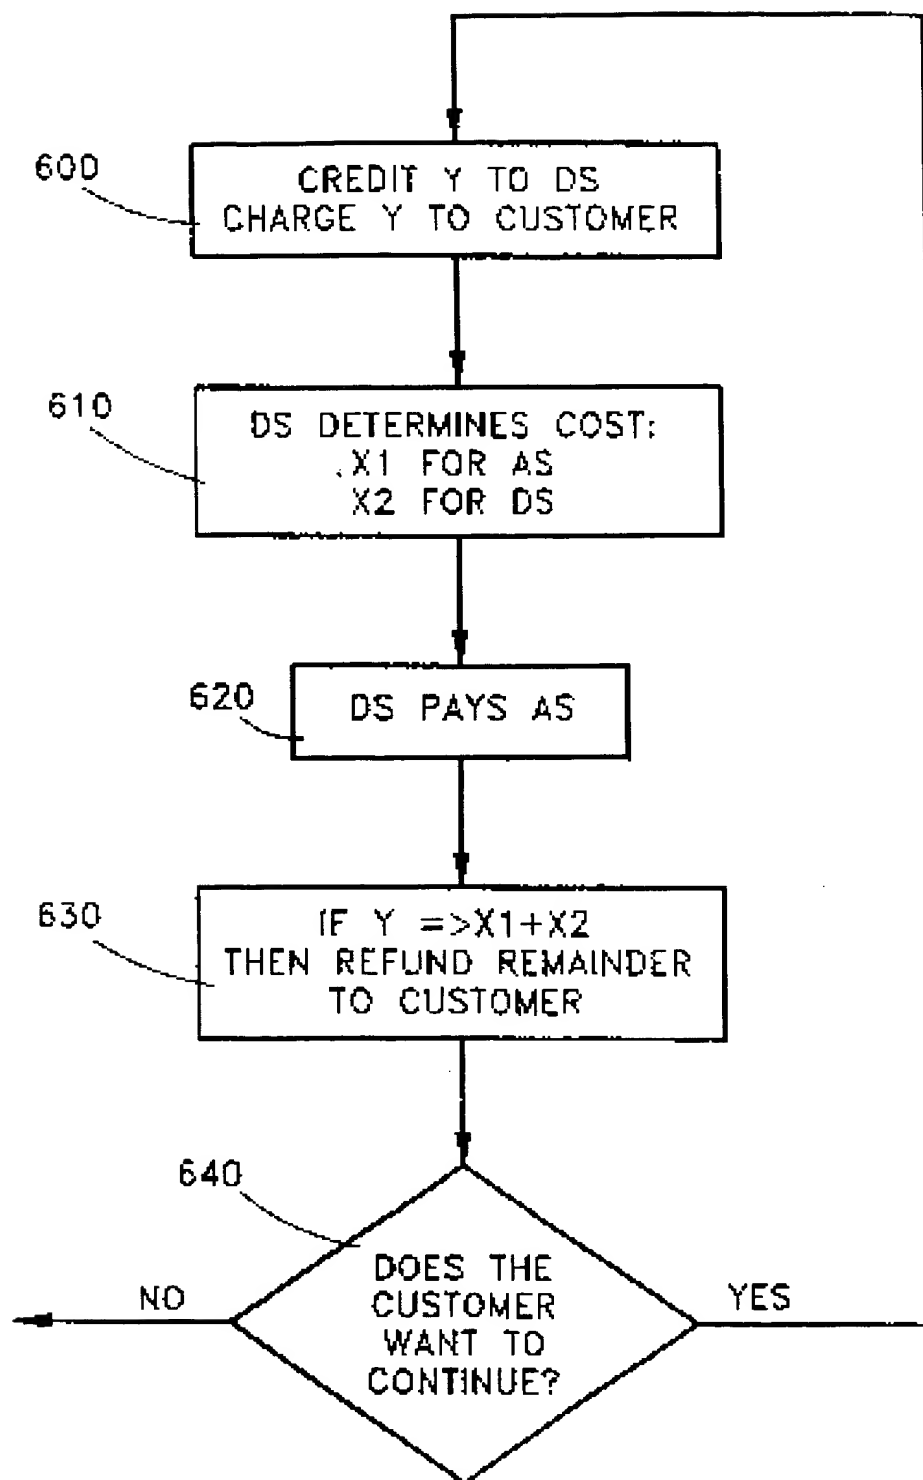 600
CREDIT Y TO DS
CHARGE Y TO CUSTOMER
610
DS DETERMINES COST:
X1 FOR AS
X2 FOR DS
620
DS PAYS AS
630
IF Y =>X1+X2
THEN REFUND REMAINDER
TO CUSTOMER
640
DOES THE
CUSTOMER
WANT TO
CONTINUE?
NO
YES